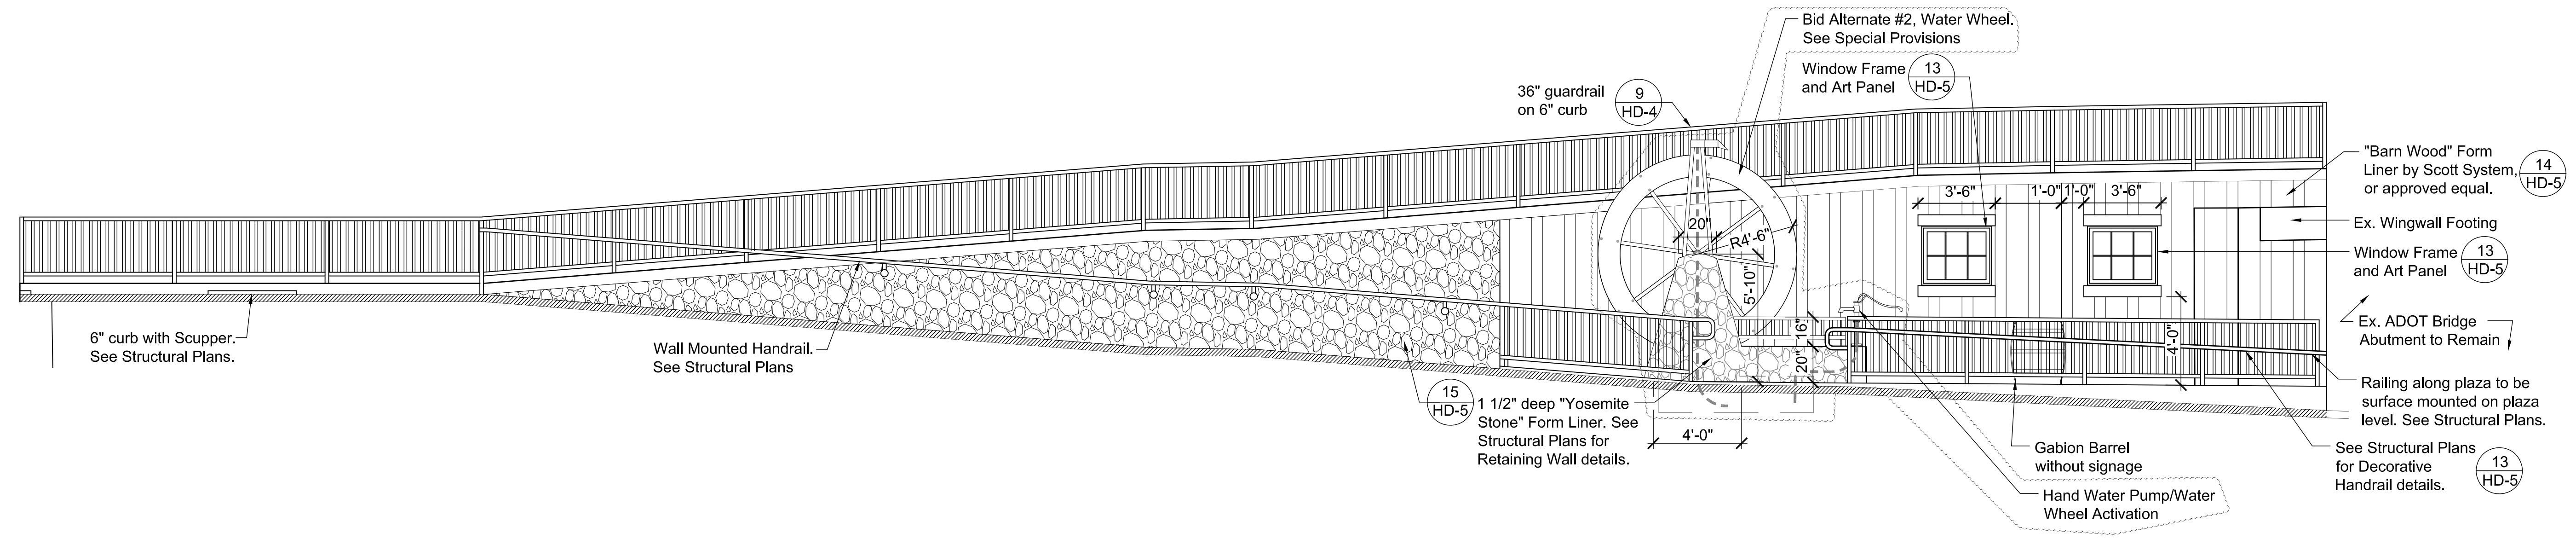 Bid Alternate #2, Water Wheel.
See Special Provisions
Window Frame
and Art Panel
13
HD-5
36" guardrail
on 6" curb
9
HD-4
"Barn Wood" Form
Liner by Scott System,
or approved equal.
14
HD-5
3'-6"
1'-0"
1'-0"
3'-6"
Ex. Wingwall Footing
20"
R4'-6"
5'-10"
Window Frame
and Art Panel
13
HD-5
16"
20"
4'-0"
Ex. ADOT Bridge
Abutment to Remain
6" curb with Scupper.
See Structural Plans.
Wall Mounted Handrail.
See Structural Plans
15
HD-5
1 1/2" deep "Yosemite
Stone" Form Liner. See
Structural Plans for
Retaining Wall details.
4'-0"
Railing along plaza to be
surface mounted on plaza
level. See Structural Plans.
Gabion Barrel
without signage
See Structural Plans
for Decorative
Handrail details.
13
HD-5
Hand Water Pump/Water
Wheel Activation